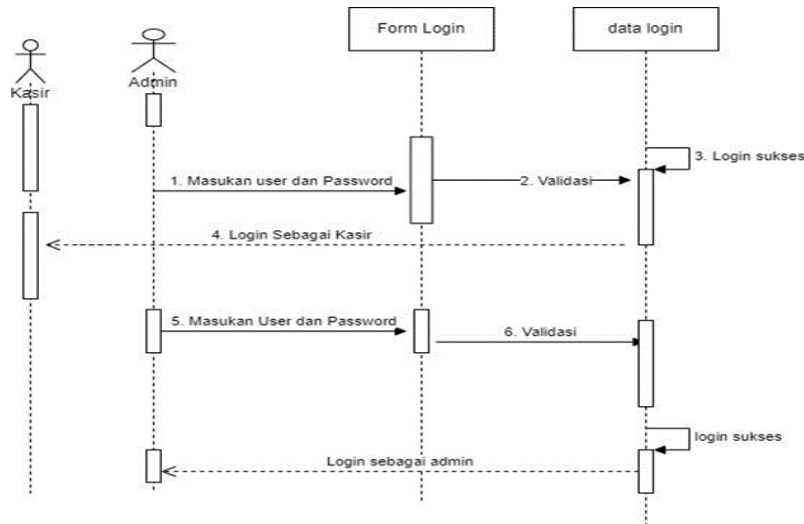 Form Login
data login
Kasir
Admin
3. Login sukses
1. Masukan user dan Password
2. Validasi
4. Login Sebagai Kasir
5. Masukan User dan Password
6. Validasi
login sukses
Login sebagai admin